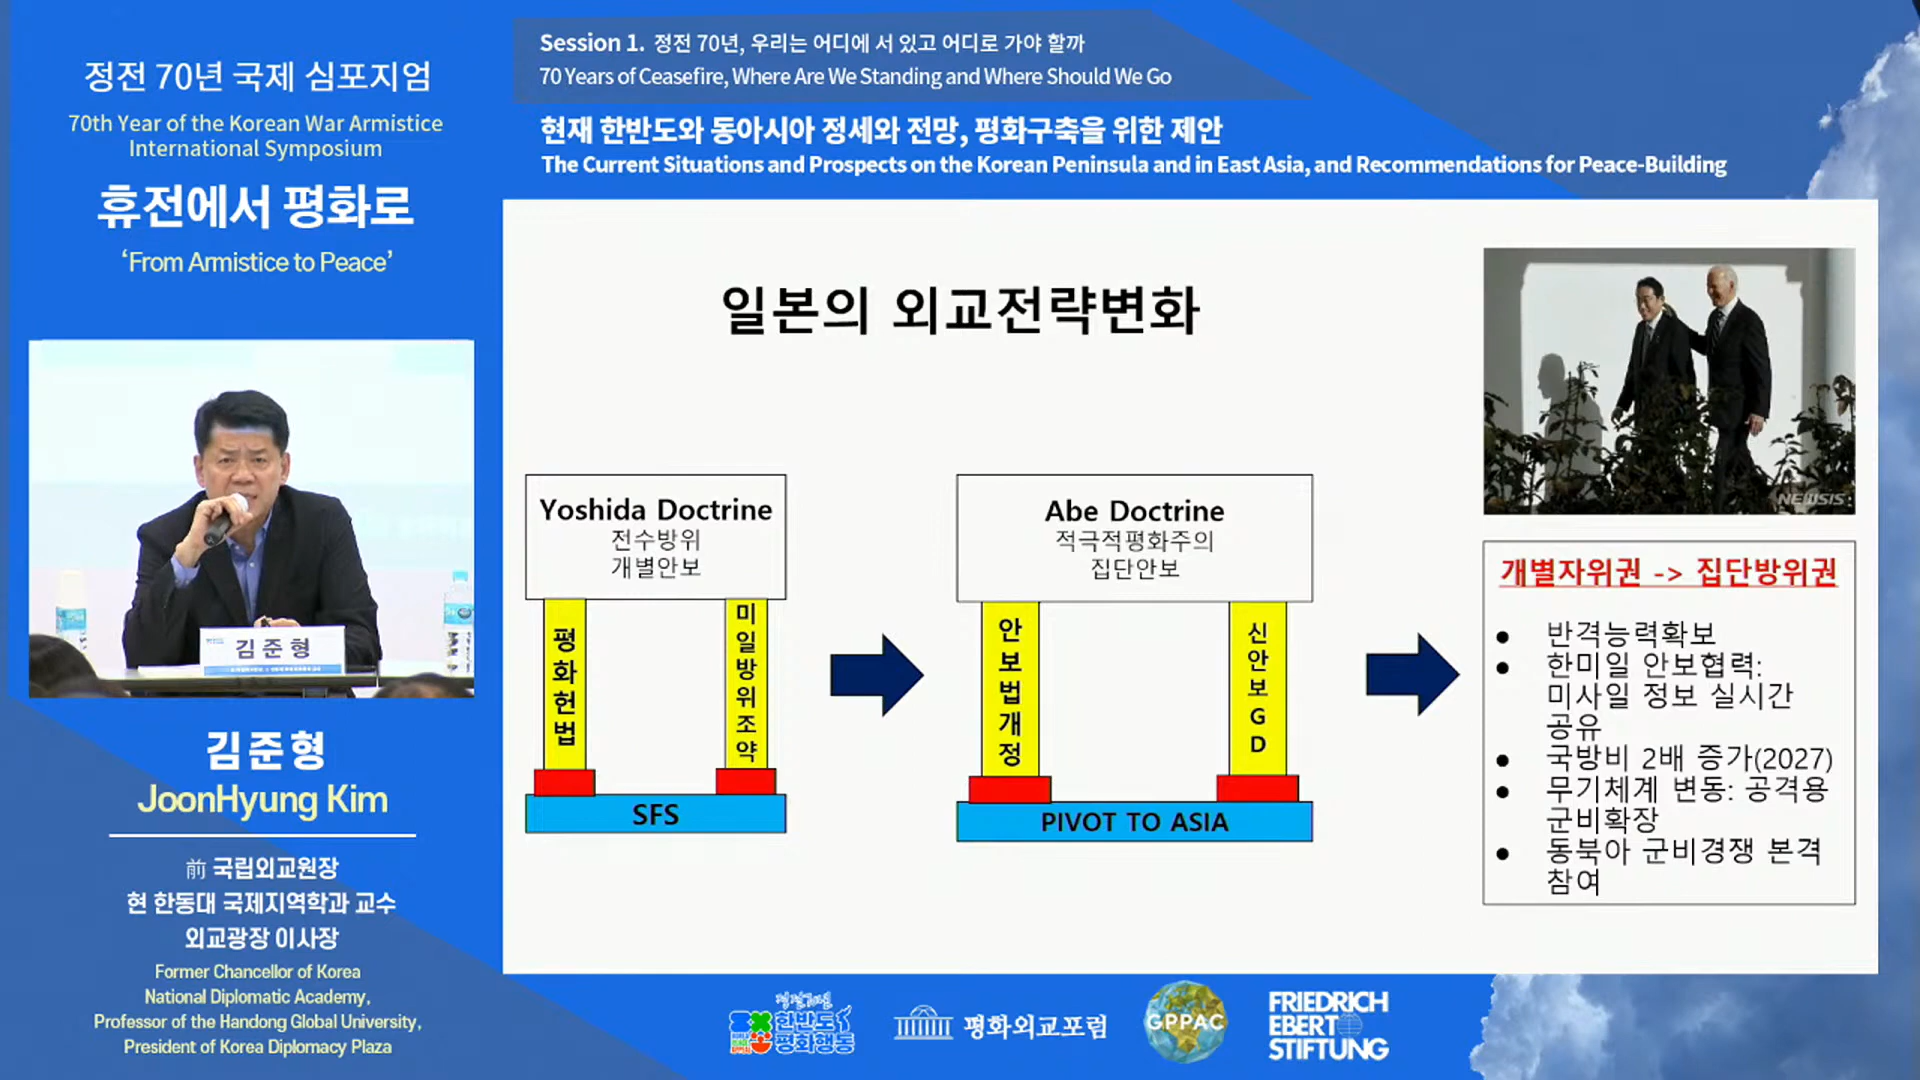 정전 70년 국제 심포지엄
70th Year of the Korean War Armistice
International Symposium
휴전에서 평화로
‘From Armistice to Peace’
Session 1. 정전 70년, 우리는 어디에 서 있고 어디로 가야 할까
70 Years of Ceasefire, Where Are We Standing and Where Should We Go
현재 한반도와 동아시아 정세와 전망, 평화구축을 위한 제안
The Current Situations and Prospects on the Korean Peninsula and in East Asia, and Recommendations for Peace-Building
김준형
김준형
JoonHyung Kim
前 국립외교원장
현 한동대 국제지역학과 교수
외교광장 이사장
Former Chancellor of Korea
National Diplomatic Academy,
Professor of the Handong Global University,
President of Korea Diplomacy Plaza
일본의 외교전략변화
Yoshida Doctrine
전수방위
개별안보
평화헌법
미일방위조약
SFS
Abe Doctrine
적극적평화주의
집단안보
안보법개정
신안보GD
PIVOT TO ASIA
NEWSIS
개별자위권 -> 집단방위권
● 반격능력확보
● 한미일 안보협력:
미사일 정보 실시간
공유
● 국방비 2배 증가(2027)
● 무기체계 변동: 공격용
군비확장
● 동북아 군비경쟁 본격
참여
정전70년
한반도
평화행동
평화외교포럼
GPPAC
FRIEDRICH
EBERT
STIFTUNG